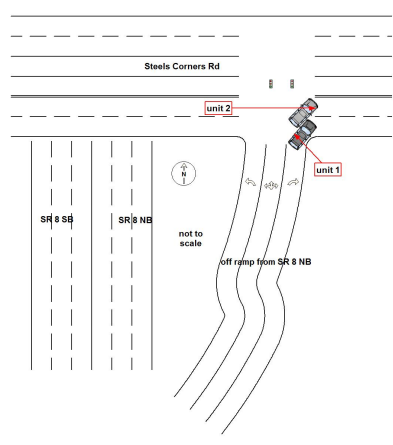 Steels Corners Rd
unit 2
unit 1
N
SR 8 SB
SR 8 NB
not to
scale
off ramp from SR 8 NB